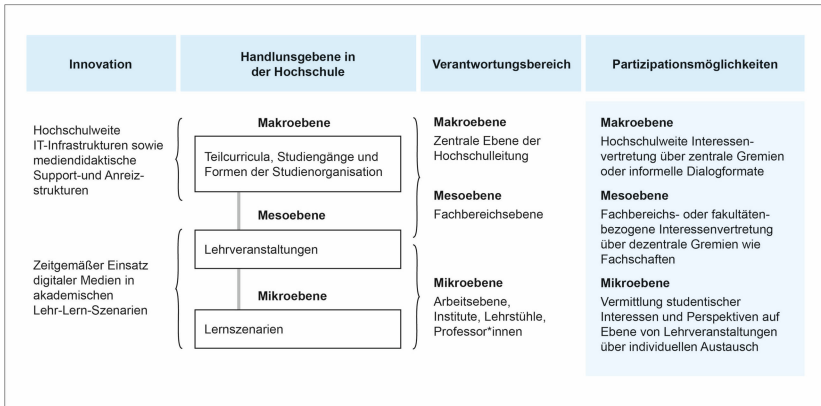 Innovation
Handlunsgebene in
der Hochschule
Verantwortungsbereich
Partizipationsmöglichkeiten
Hochschulweite
IT-Infrastrukturen sowie
mediendidaktische
Support-und Anreiz-
strukturen
Zeitgemäßer Einsatz
digitaler Medien in
akademischen
Lehr-Lern-Szenarien
Makroebene
Teilcurricula, Studiengänge und
Formen der Studienorganisation
Mesoebene
Lehrveranstaltungen
Mikroebene
Lernszenarien
Makroebene
Zentrale Ebene der
Hochschulleitung
Mesoebene
Fachbereichsebene
Mikroebene
Arbeitsebene,
Institute, Lehrstühle,
Professor*innen
Makroebene
Hochschulweite Interessen-
vertretung über zentrale Gremien
oder informelle Dialogformate
Mesoebene
Fachbereichs- oder fakultäten-
bezogene Interessenvertretung
über dezentrale Gremien wie
Fachschaften
Mikroebene
Vermittlung studentischer
Interessen und Perspektiven auf
Ebene von Lehrveranstaltungen
über individuellen Austausch